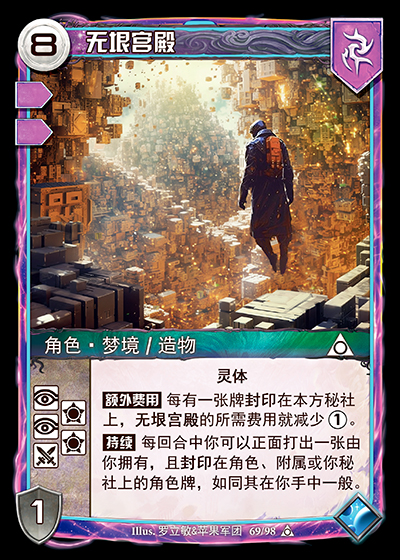 8
无垠宫殿
角色·梦境/造物
灵体
额外费用 每有一张牌封印在本方秘社
上，无垠宫殿的所需费用就减少①。
持续 每回合中你可以正面打出一张由
你拥有，且封印在角色、附属或你秘
社上的角色牌，如同其在你手中一般。
1
Illus. 罗立敏&苹果军团 69/98